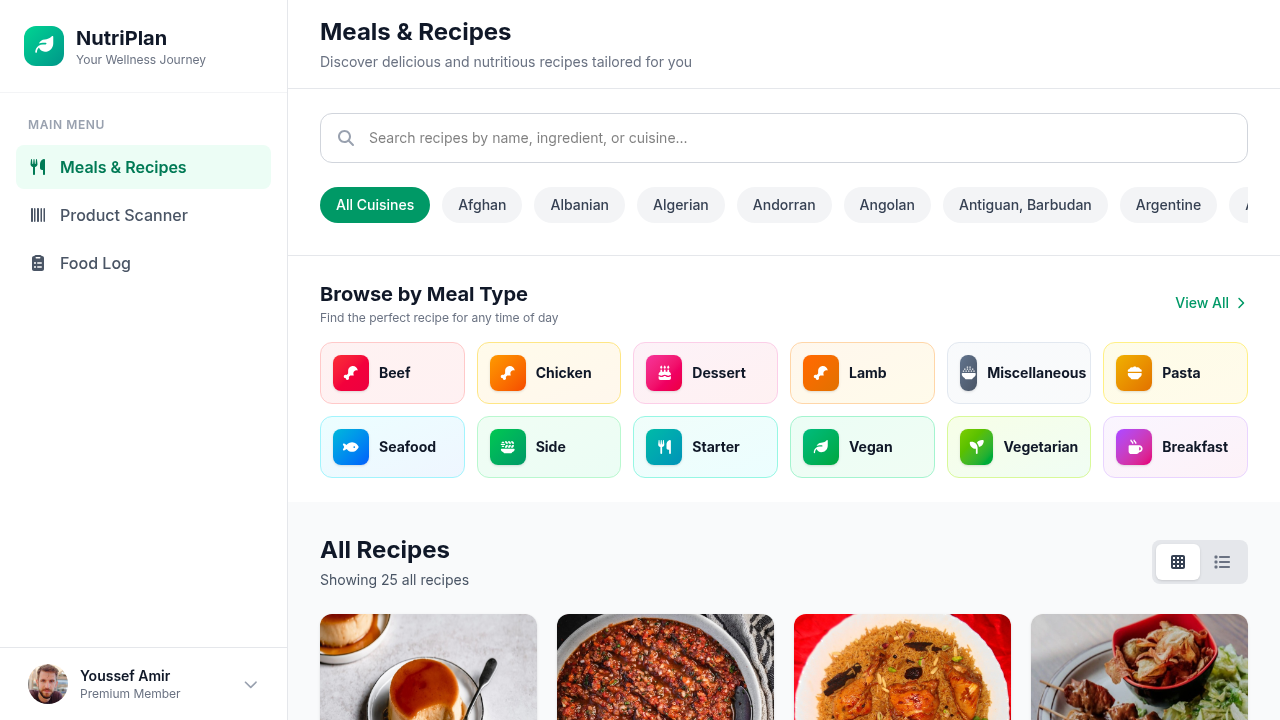 NutriPlan
Your Wellness Journey
MAIN MENU
Meals & Recipes
Product Scanner
Food Log
Youssef Amir
Premium Member
Meals & Recipes
Discover delicious and nutritious recipes tailored for you
Search recipes by name, ingredient, or cuisine...
All Cuisines
Afghan
Albanian
Algerian
Andorran
Angolan
Antiguan, Barbudan
Argentine
Browse by Meal Type
Find the perfect recipe for any time of day
View All
Beef
Chicken
Dessert
Lamb
Miscellaneous
Pasta
Seafood
Side
Starter
Vegan
Vegetarian
Breakfast
All Recipes
Showing 25 all recipes